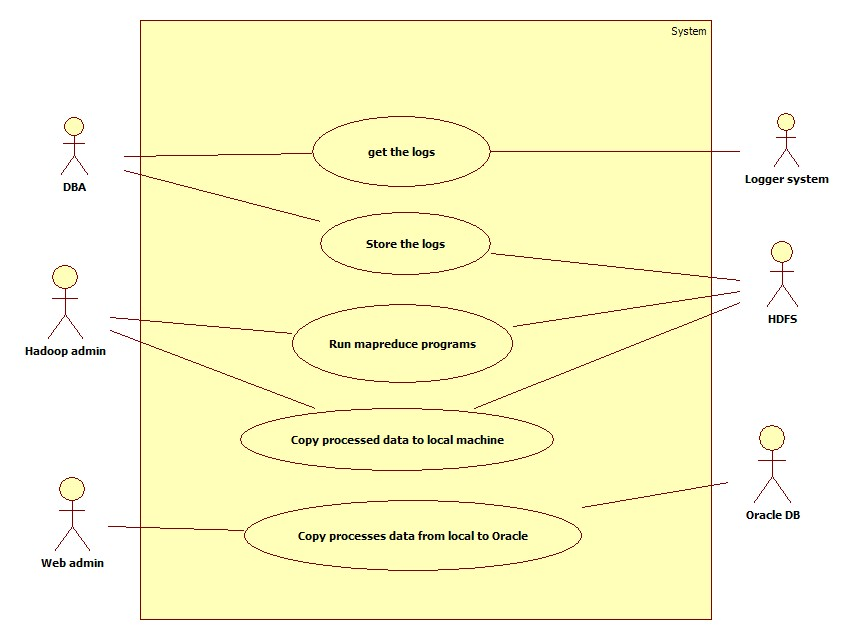 System
get the logs
DBA
Logger system
Store the logs
HDFS
Hadoop admin
Run mapreduce programs
Copy processed data to local machine
Oracle DB
Copy processes data from local to Oracle
Web admin